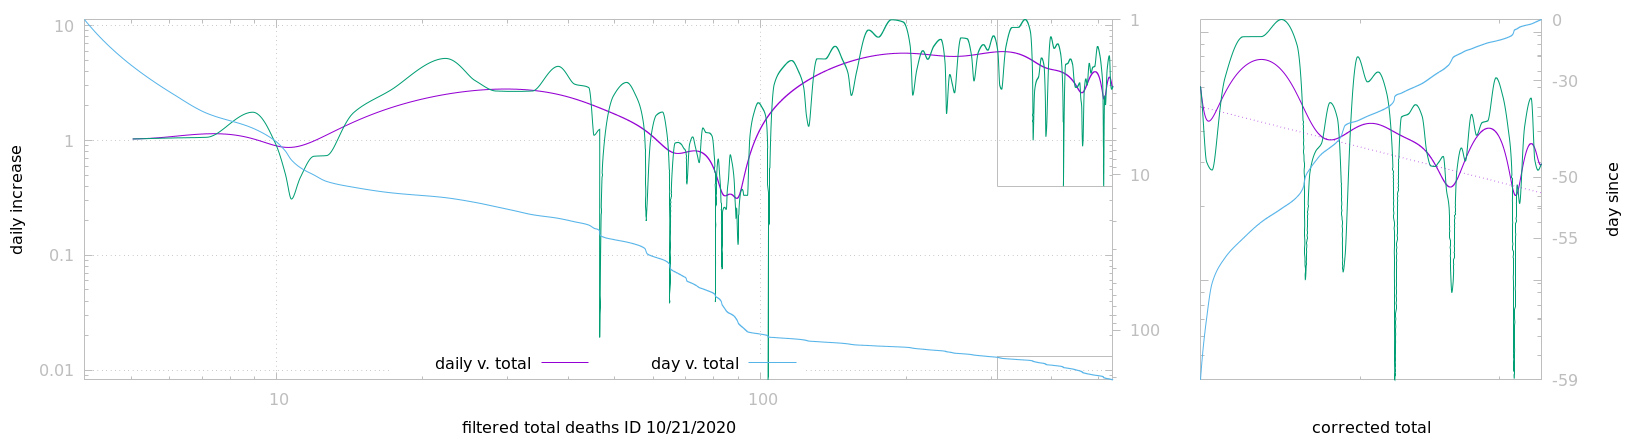 10
1
0.1
0.01
daily increase
daily v. total
day v. total
10
100
filtered total deaths ID 10/21/2020
1
10
100
0
-30
-50
-55
-59
day since
corrected total